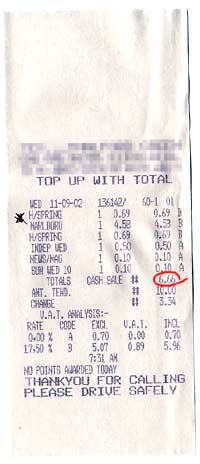 TOP UP WITH TOTAL
WED 11-09-02 136142/ 60-1 01
H/SPRING 1 0.69 0.69 B
MARLBORO 1 4.58 4.58 B
H/SPRING 1 0.69 0.69 B
INDEP WED 1 0.50 0.50 A
NEWS/MAG 1 0.10 0.10 A
SUN WED 10 1 0.10 0.10 A
TOTALS CASH SALE # 6.66
AMT. TEND. # 10.00
CHANGE # 3.34
V.A.T. ANALYSIS:-
RATE CODE EXCL V.A.T. INCL
0.00 % A 0.70 0.00 0.70
17.50 % B 5.07 0.89 5.96
7:31 AM
NO POINTS AWARDED TODAY
THANKYOU FOR CALLING
PLEASE DRIVE SAFELY